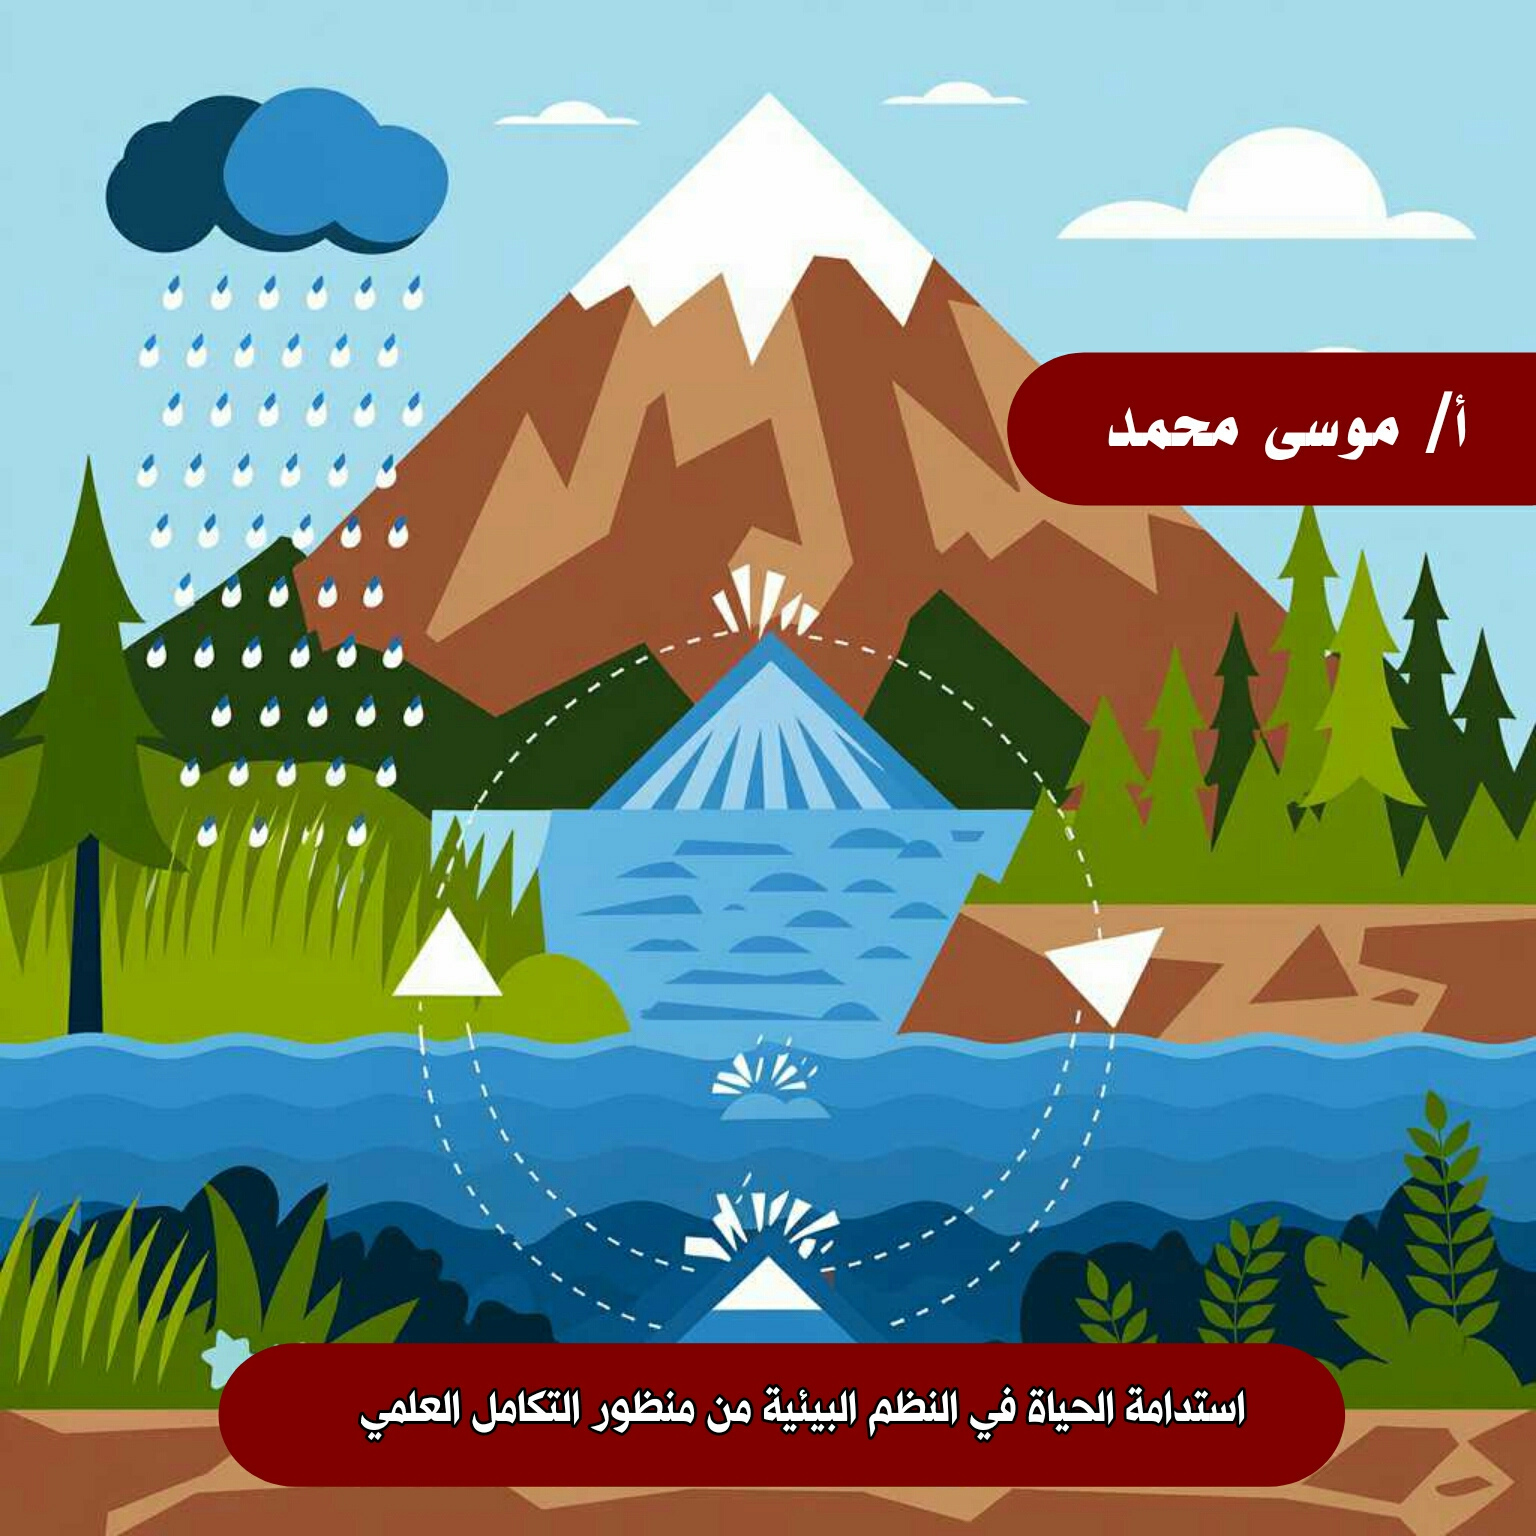 أ/ موسى محمد
استدامة الحياة في النظم البيئية من منظور التكامل العلمي